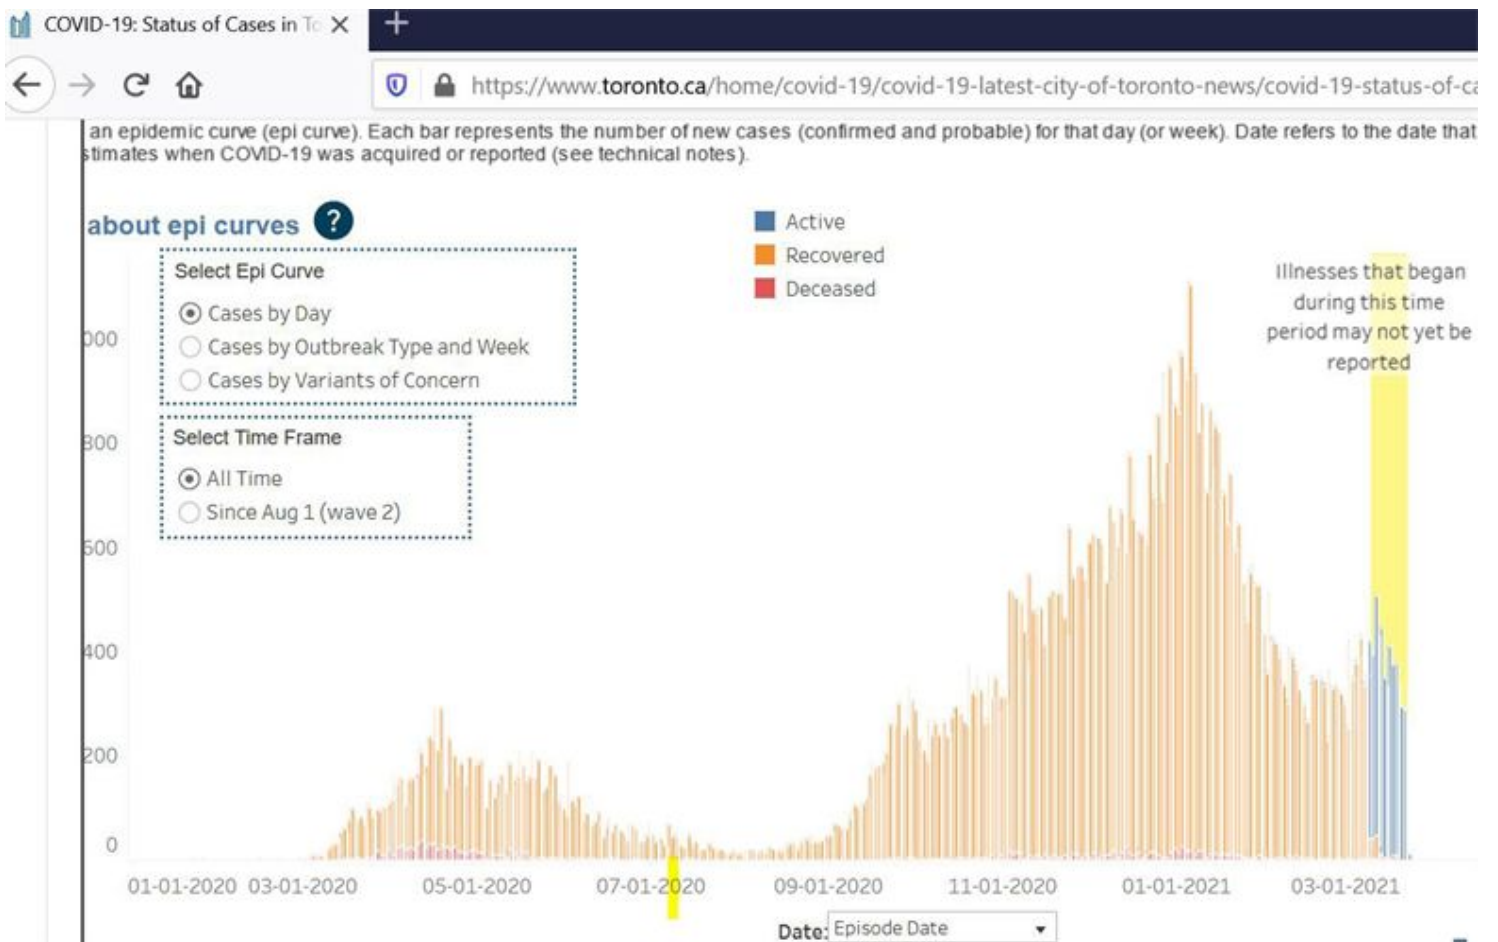 COVID-19: Status of Cases in To
https://www.toronto.ca/home/covid-19/covid-19-latest-city-of-toronto-news/covid-19-status-of-ca
an epidemic curve (epi curve). Each bar represents the number of new cases (confirmed and probable) for that day (or week). Date refers to the date that
stimates when COVID-19 was acquired or reported (see technical notes).
about epi curves ?
Select Epi Curve
Cases by Day
Cases by Outbreak Type and Week
Cases by Variants of Concern
Select Time Frame
All Time
Since Aug 1 (wave 2)
Active
Recovered
Deceased
Illnesses that began
during this time
period may not yet be
reported
000
800
600
400
200
0
01-01-2020 03-01-2020 05-01-2020 07-01-2020 09-01-2020 11-01-2020 01-01-2021 03-01-2021
Date: Episode Date